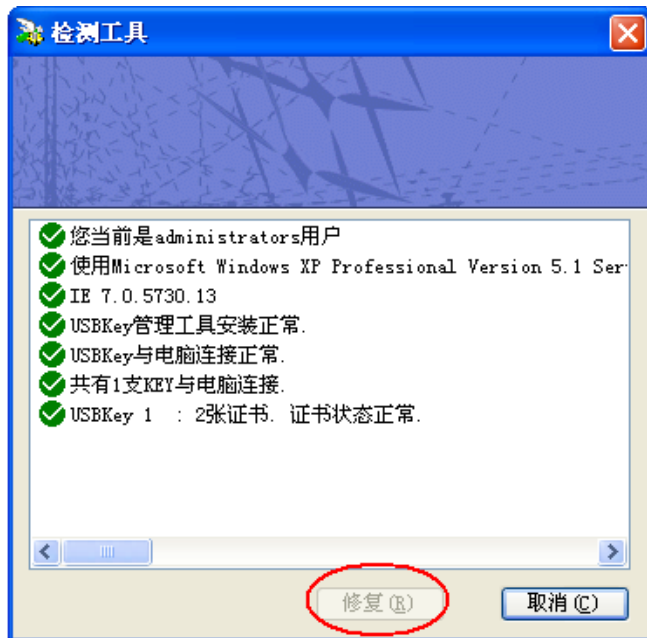 检测工具
您当前是administrators用户
使用Microsoft Windows XP Professional Version 5.1 Ser
IE 7.0.5730.13
USBKey管理工具安装正常.
USBKey与电脑连接正常.
共有1支KEY与电脑连接.
USBKey 1 : 2张证书. 证书状态正常.
修复(R) 取消(C)